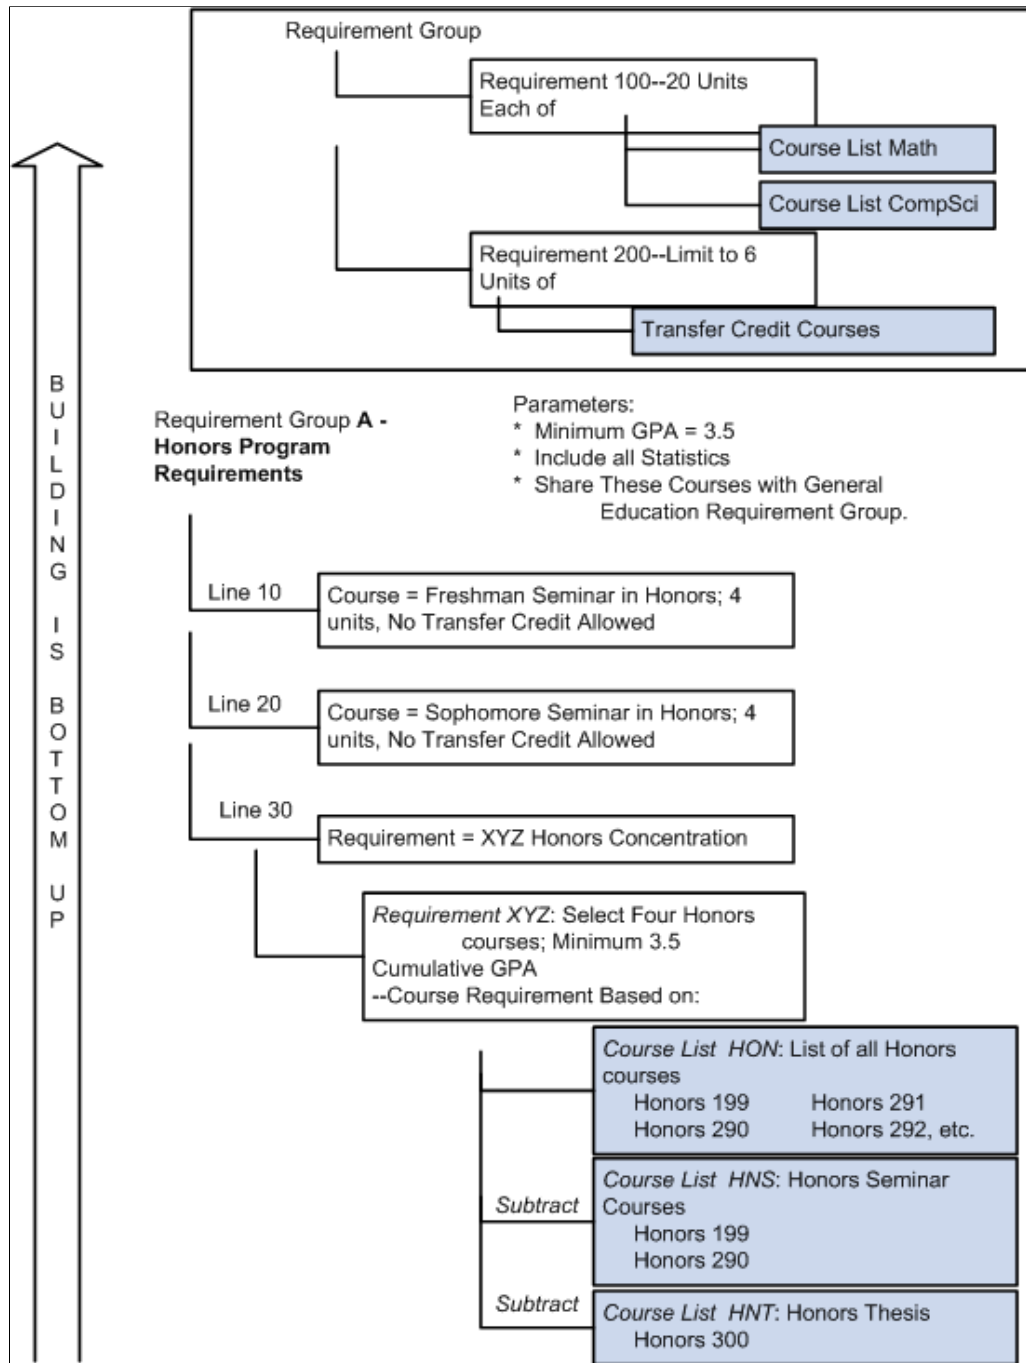 Requirement Group
Requirement 100--20 Units
Each of
Course List Math
Course List CompSci
Requirement 200--Limit to 6
Units of
Transfer Credit Courses
BUILDING IS BOTTOM UP
Requirement Group A -
Honors Program
Requirements
Parameters:
* Minimum GPA = 3.5
* Include all Statistics
* Share These Courses with General
Education Requirement Group.
Line 10
Course = Freshman Seminar in Honors; 4
units, No Transfer Credit Allowed
Line 20
Course = Sophomore Seminar in Honors; 4
units, No Transfer Credit Allowed
Line 30
Requirement = XYZ Honors Concentration
Requirement XYZ: Select Four Honors
courses; Minimum 3.5
Cumulative GPA
--Course Requirement Based on:
Course List HON: List of all Honors
courses
Honors 199 Honors 291
Honors 290 Honors 292, etc.
Subtract
Course List HNS: Honors Seminar
Courses
Honors 199
Honors 290
Subtract
Course List HNT: Honors Thesis
Honors 300